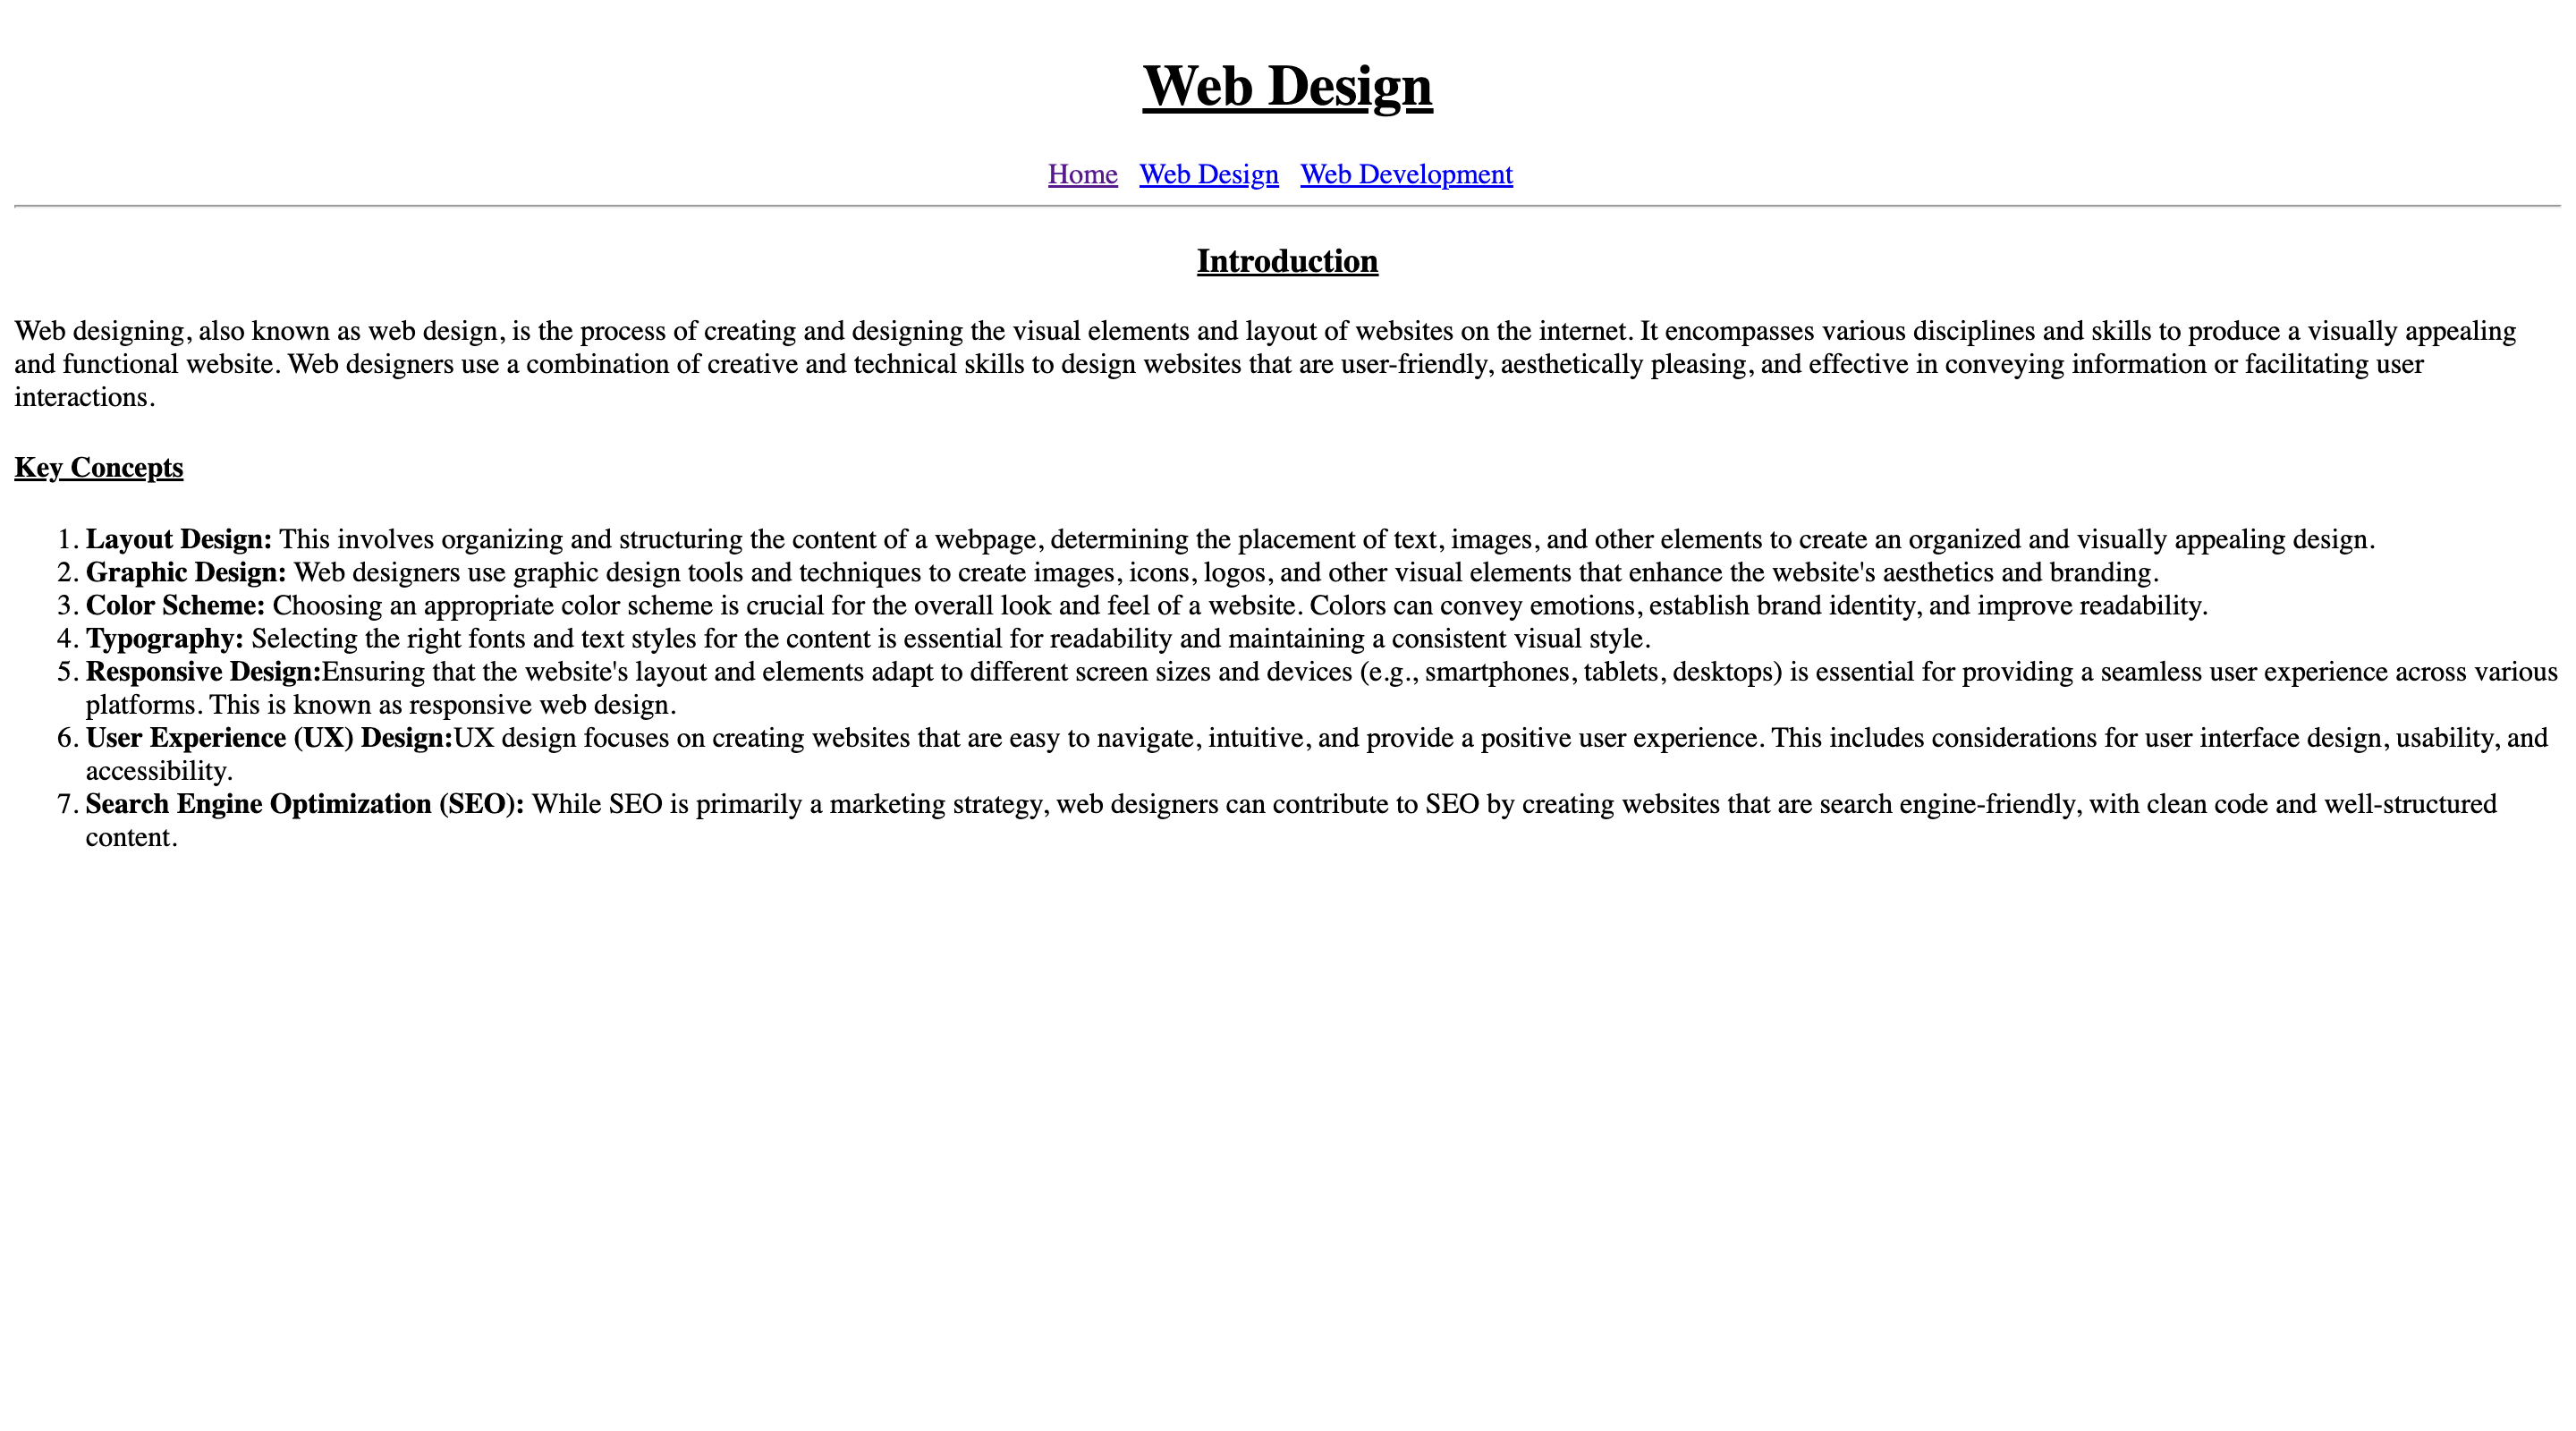 Web Design
Home Web Design Web Development
Introduction
Web designing, also known as web design, is the process of creating and designing the visual elements and layout of websites on the internet. It encompasses various disciplines and skills to produce a visually appealing
and functional website. Web designers use a combination of creative and technical skills to design websites that are user-friendly, aesthetically pleasing, and effective in conveying information or facilitating user
interactions.
Key Concepts
1. Layout Design: This involves organizing and structuring the content of a webpage, determining the placement of text, images, and other elements to create an organized and visually appealing design.
2. Graphic Design: Web designers use graphic design tools and techniques to create images, icons, logos, and other visual elements that enhance the website's aesthetics and branding.
3. Color Scheme: Choosing an appropriate color scheme is crucial for the overall look and feel of a website. Colors can convey emotions, establish brand identity, and improve readability.
4. Typography: Selecting the right fonts and text styles for the content is essential for readability and maintaining a consistent visual style.
5. Responsive Design:Ensuring that the website's layout and elements adapt to different screen sizes and devices (e.g., smartphones, tablets, desktops) is essential for providing a seamless user experience across various
platforms. This is known as responsive web design.
6. User Experience (UX) Design:UX design focuses on creating websites that are easy to navigate, intuitive, and provide a positive user experience. This includes considerations for user interface design, usability, and
accessibility.
7. Search Engine Optimization (SEO): While SEO is primarily a marketing strategy, web designers can contribute to SEO by creating websites that are search engine-friendly, with clean code and well-structured
content.